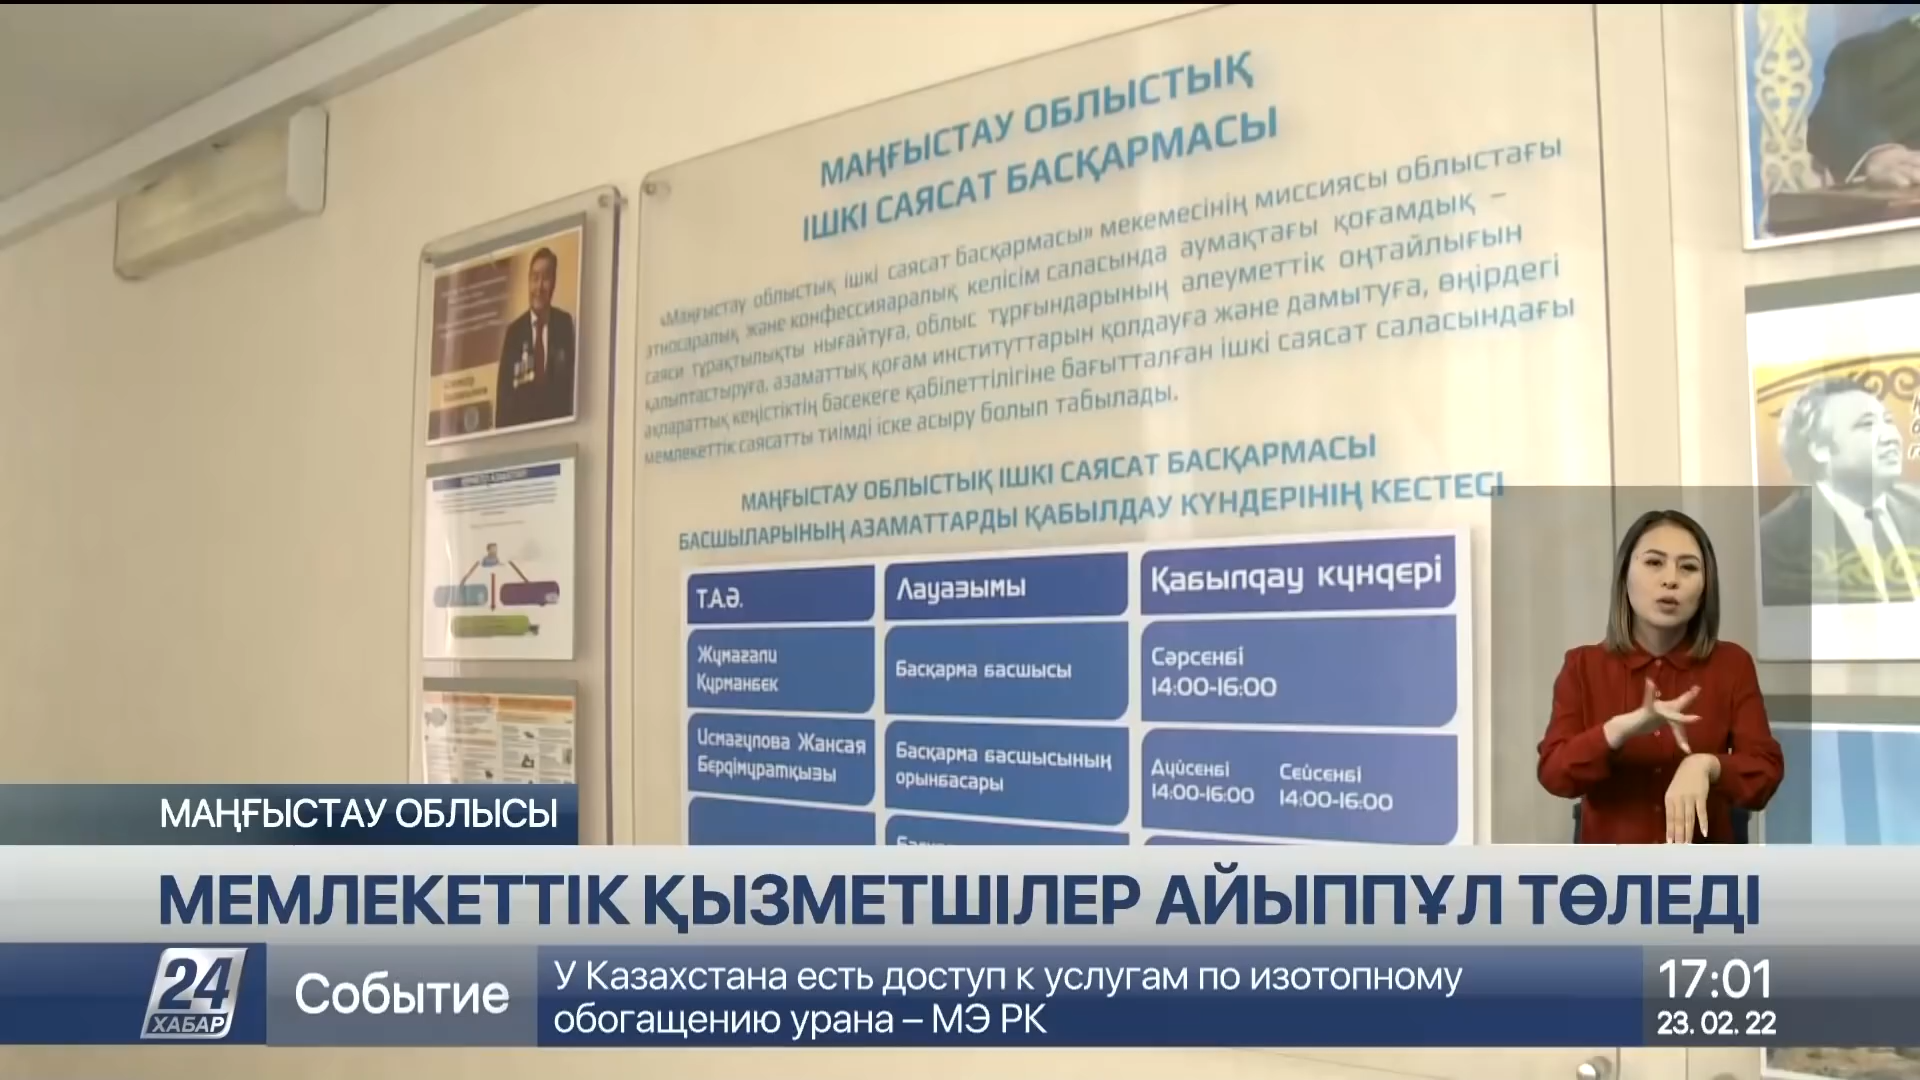 МАҢҒЫСТАУ ОБЛЫСТЫҚ
ІШКІ САЯСАТ БАСҚАРМАСЫ
«Маңғыстау облыстық ішкі саясат басқармасы» мекемесінің миссиясы облыстағы
этносаралық және конфессияаралық келісім саласында аумақтағы қоғамдық –
саяси тұрақтылықты нығайтуға, облыс тұрғындарының әлеуметтік оңтайлығын
қалыптастыруға, азаматтық қоғам институттарын қолдауға және дамытуға, өңірдегі
ақпараттық кеңістіктің бәсекеге қабілеттілігіне бағытталған ішкі саясат саласындағы
мемлекеттік саясатты тиімді іске асыру болып табылады.
МАҢҒЫСТАУ ОБЛЫСТЫҚ ІШКІ САЯСАТ БАСҚАРМАСЫ
БАСШЫЛАРЫНЫҢ АЗАМАТТАРДЫ ҚАБЫЛДАУ КҮНДЕРІНІҢ КЕСТЕСІ
Т.А.Ә. Лауазымы Қабылдау күндері
Жұмағали
Құрманбек
Басқарма басшысы
Сәрсенбі
14:00-16:00
Исмағұлова Жансая
Бердімұратқызы
Басқарма басшысының
орынбасары
Дүйсенбі Сейсенбі
14:00-16:00 14:00-16:00
МАҢҒЫСТАУ ОБЛЫСЫ
МЕМЛЕКЕТТІК ҚЫЗМЕТШІЛЕР АЙЫППҰЛ ТӨЛЕДІ
24
ХАБАР
Событие
У Казахстана есть доступ к услугам по изотопному
обогащению урана – МЭ РК
17:01
23. 02. 22